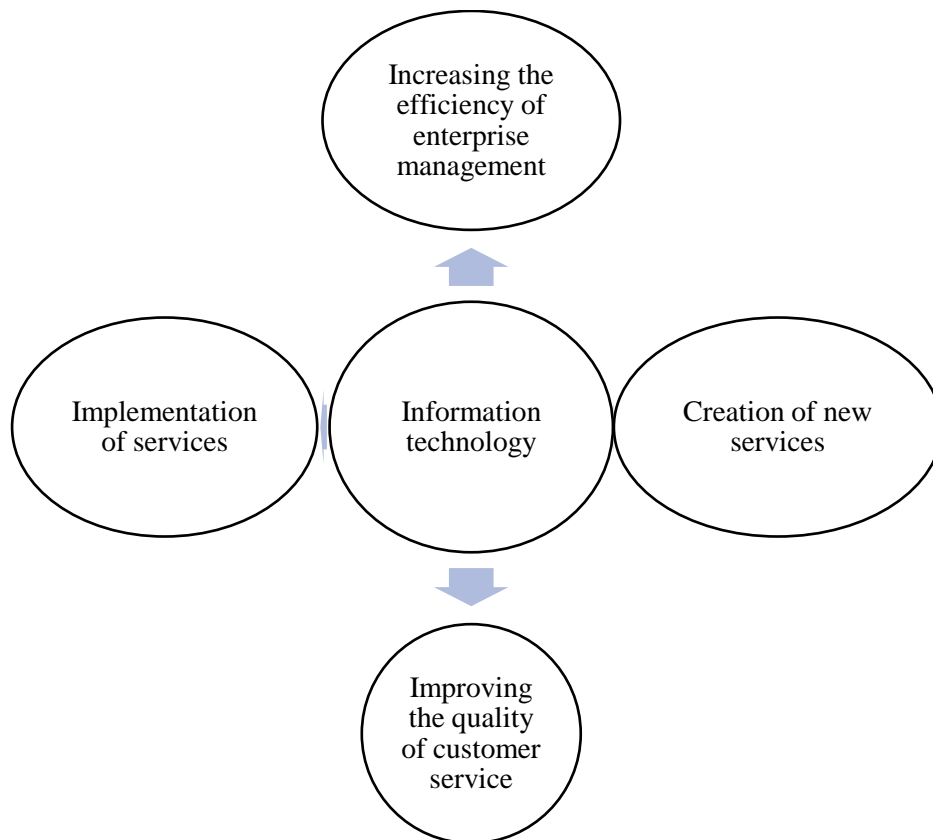 Increasing the
efficiency of
enterprise
management
Implementation
of services
Information
technology
Creation of new
services
Improving
the quality
of customer
service